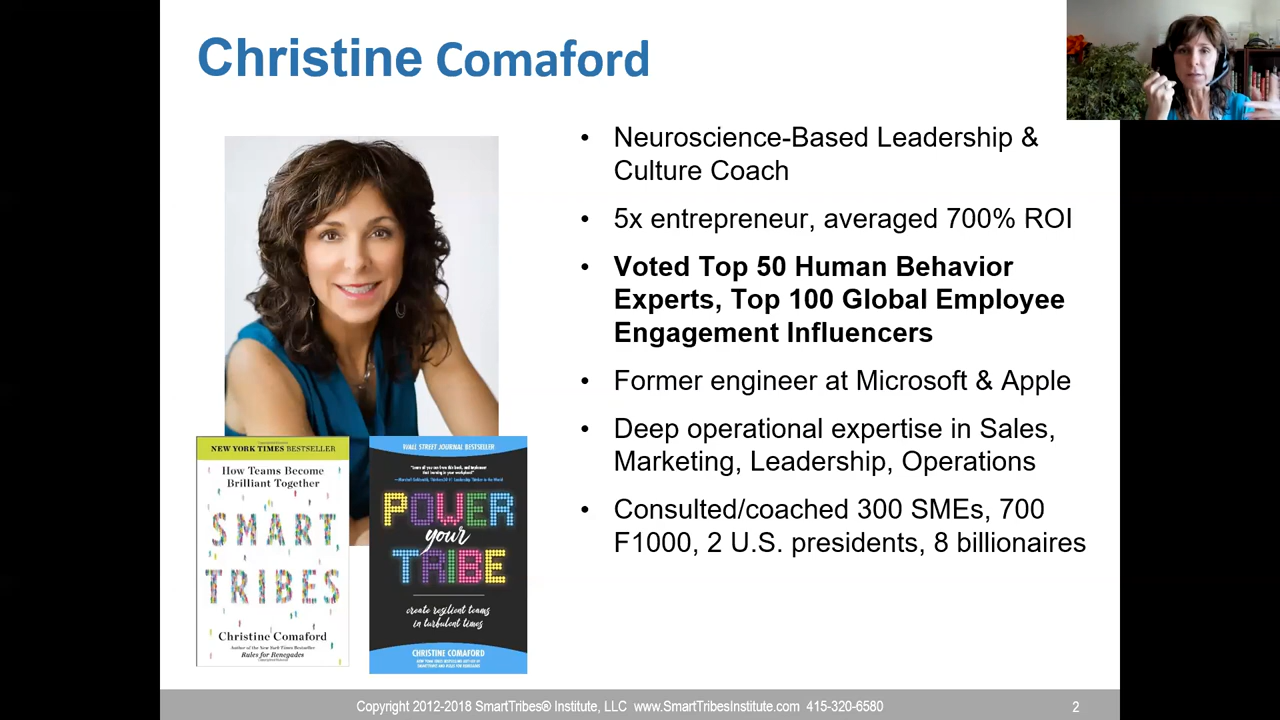 Christine Comaford
• Neuroscience-Based Leadership &
Culture Coach
• 5x entrepreneur, averaged 700% ROI
• Voted Top 50 Human Behavior
Experts, Top 100 Global Employee
Engagement Influencers
• Former engineer at Microsoft & Apple
• Deep operational expertise in Sales,
Marketing, Leadership, Operations
• Consulted/coached 300 SMEs, 700
F1000, 2 U.S. presidents, 8 billionaires
NEW YORK TIMES BESTSELLER
How Teams Become
Brilliant Together
SMART
TRIBES
Christine Comaford
Author of the New York Times Bestseller
Rules for Renegades
WALL STREET JOURNAL BESTSELLER
POWER
your
TRIBE
create resilient teams
in turbulent times
CHRISTINE COMAFORD
Copyright 2012-2018 SmartTribes® Institute, LLC www.SmartTribesInstitute.com 415-320-6580
2